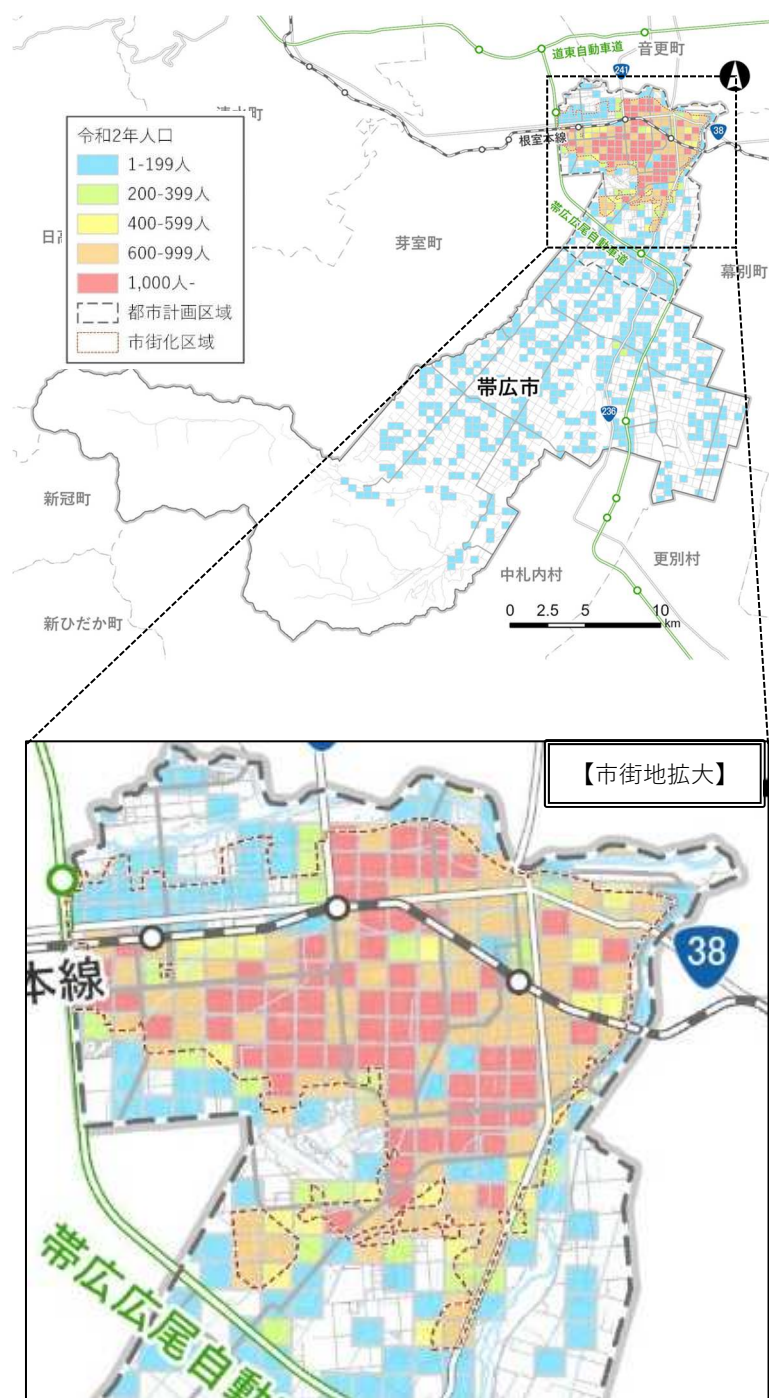 道東自動車道
音更町
241
清水町
令和2年人口
1-199人
200-399人
400-599人
600-999人
1,000人-
都市計画区域
市街化区域
根室本線
38
芽室町
帯広広尾自動車道
幕別町
帯広市
236
新冠町
中札内村
更別村
新ひだか町
0 2.5 5 10
km
【市街地拡大】
38
本線
帯広広尾自動